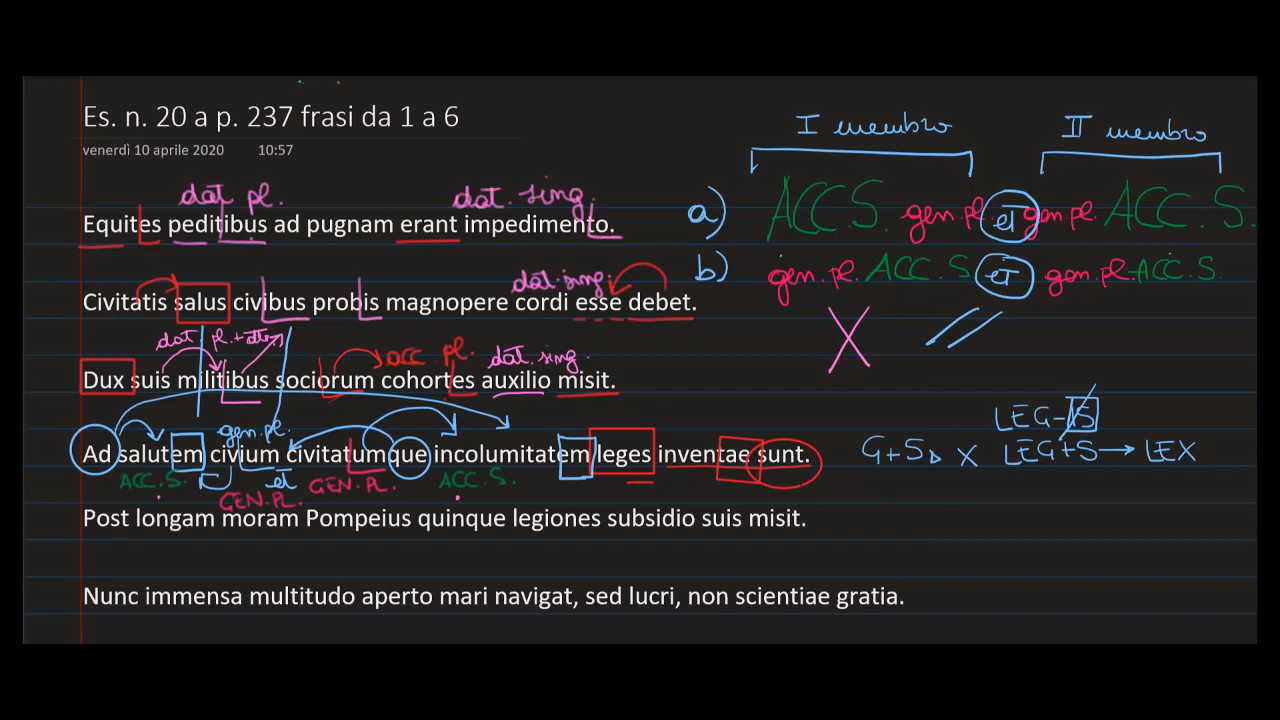 Es. n. 20 a p. 237 frasi da 1 a 6
venerdì 10 aprile 2020 10:57
I membro II membro
dat pl. dat. sing.
a) ACC S. gen. pl. et gen. pl. ACC. S.
Equites peditibus ad pugnam erant impedimento.
b) gen. pl. ACC. S et gen. pl. ACC. S.
dat. sing.
Civitatis salus civibus probis magnopere cordi esse debet.
dat pl. + att. acc. pl. dat. sing.
Dux suis militibus sociorum cohortes auxilio misit.
LEG-IS
gen. pl.
Ad salutem civium civitatumque incolumitatem leges inventae sunt.
G+S X LEG+S → LEX
ACC. S. et GEN. PL. ACC. S.
GEN. PL.
Post longam moram Pompeius quinque legiones subsidio suis misit.
Nunc immensa multitudo aperto mari navigat, sed lucri, non scientiae gratia.